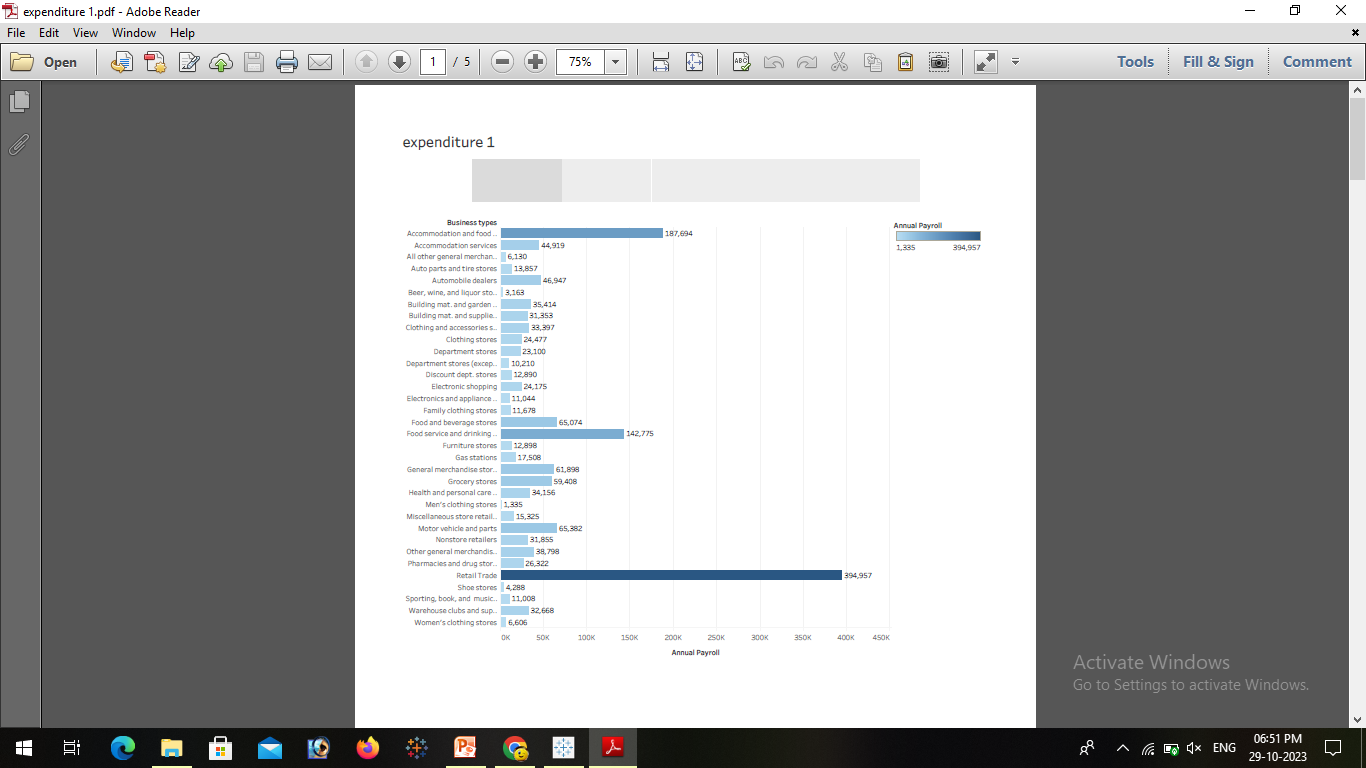 expenditure 1.pdf - Adobe Reader
File Edit View Window Help
Open 1 / 5 75% Tools Fill & Sign Comment
expenditure 1
Business types
Annual Payroll
1,335 394,957
Accommodation and food .. 187,694
Accommodation services 44,919
All other general merchan.. 6,130
Auto parts and tire stores 13,857
Automobile dealers 46,947
Beer, wine, and liquor sto.. 3,163
Building mat. and garden .. 35,414
Building mat. and supplie.. 31,353
Clothing and accessories s.. 33,397
Clothing stores 24,477
Department stores 23,100
Department stores (excep.. 10,210
Discount dept. stores 12,890
Electronic shopping 24,175
Electronics and appliance .. 11,044
Family clothing stores 11,678
Food and beverage stores 65,074
Food service and drinking .. 142,775
Furniture stores 12,898
Gas stations 17,508
General merchandise stor.. 61,898
Grocery stores 59,408
Health and personal care .. 34,156
Men's clothing stores 1,335
Miscellaneous store retail.. 15,325
Motor vehicle and parts 65,382
Nonstore retailers 31,855
Other general merchandis.. 38,798
Pharmacies and drug stor.. 26,322
Retail Trade 394,957
Shoe stores 4,288
Sporting, book, and music.. 11,008
Warehouse clubs and sup.. 32,668
Women's clothing stores 6,606
0K 50K 100K 150K 200K 250K 300K 350K 400K 450K
Annual Payroll
Activate Windows
Go to Settings to activate Windows.
ENG 06:51 PM
29-10-2023